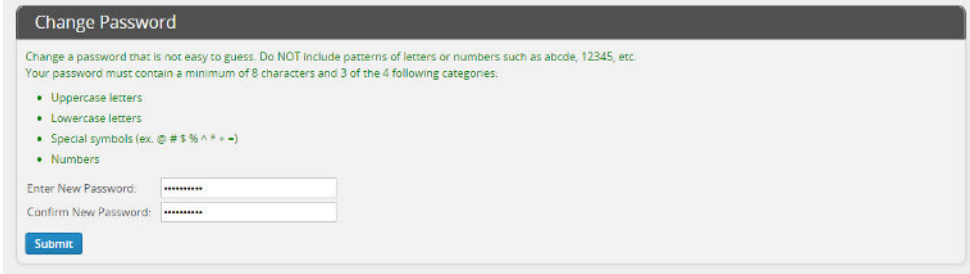 Change Password
Change a password that is not easy to guess. Do NOT include patterns of letters or numbers such as abcde, 12345, etc.
Your password must contain a minimum of 8 characters and 3 of the 4 following categories:
• Uppercase letters
• Lowercase letters
• Special symbols (ex. @ # $ % ^ * + =)
• Numbers
Enter New Password: ••••••••••
Confirm New Password: ••••••••••
Submit